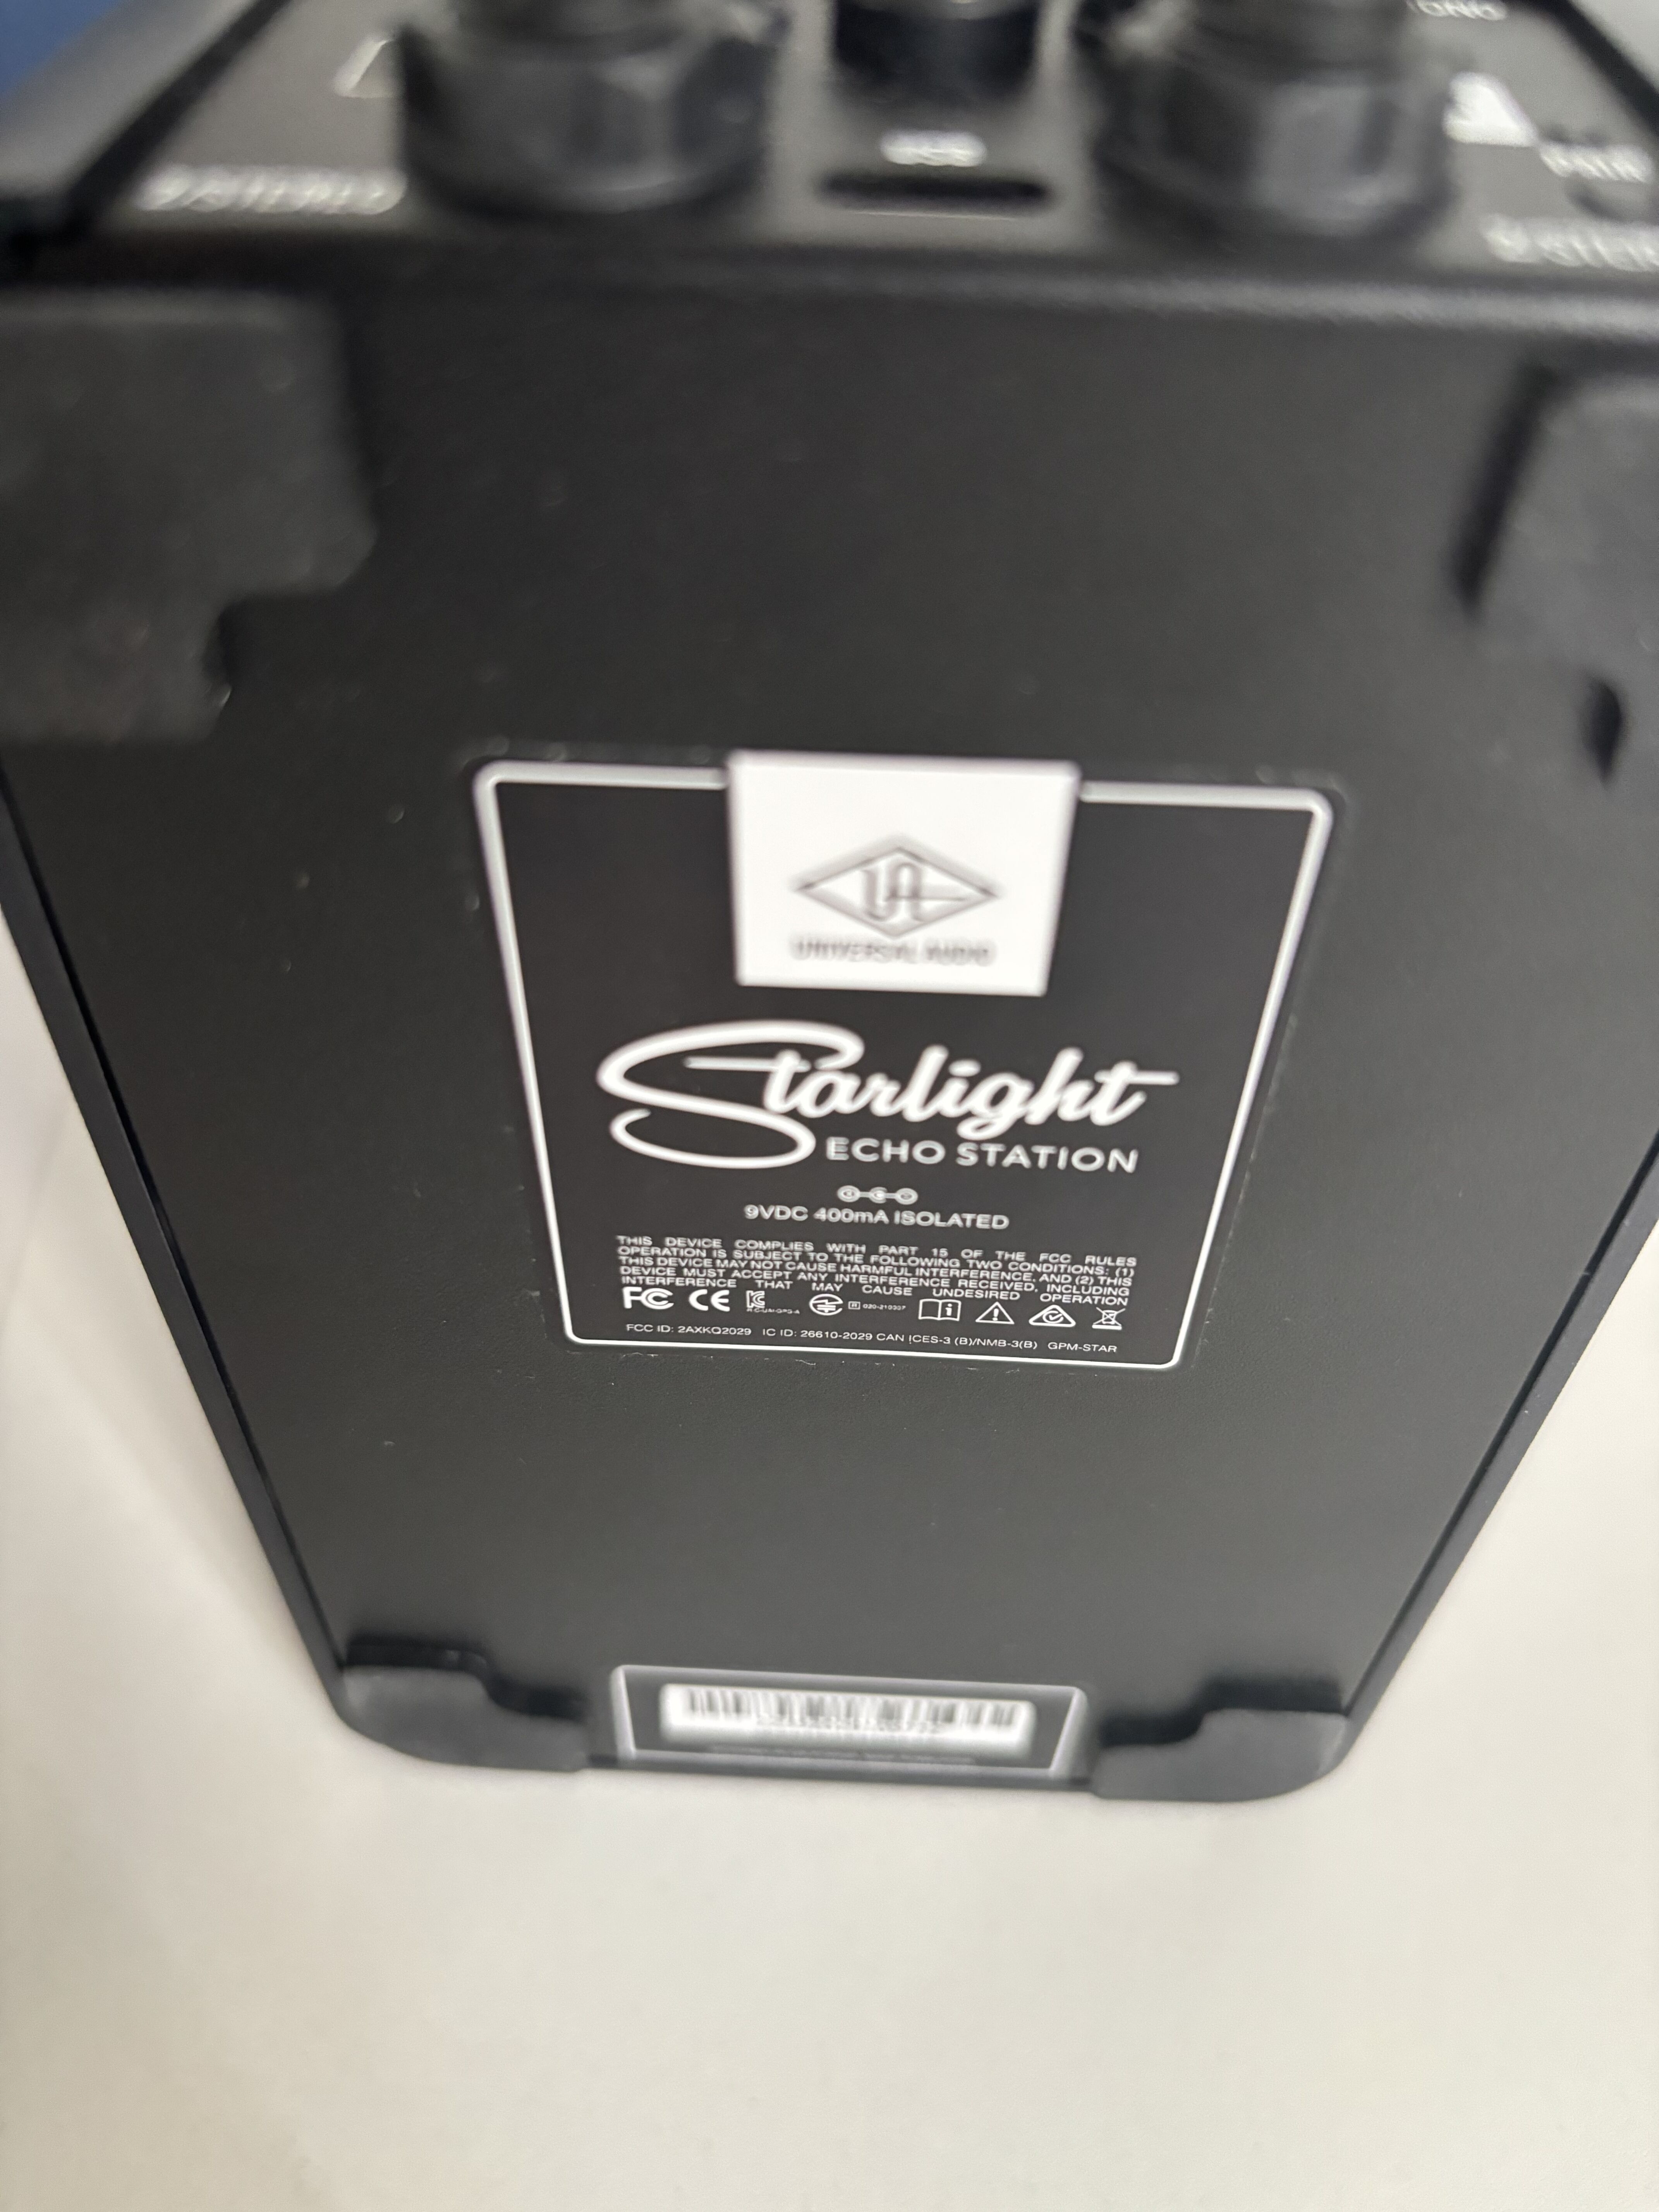 USB
UNIVERSAL AUDIO
Starlight
ECHO STATION
9VDC 400mA ISOLATED
THIS DEVICE COMPLIES WITH PART 15 OF THE FCC RULES
OPERATION IS SUBJECT TO THE FOLLOWING TWO CONDITIONS: (1)
THIS DEVICE MAY NOT CAUSE HARMFUL INTERFERENCE, AND (2) THIS
DEVICE MUST ACCEPT ANY INTERFERENCE RECEIVED, INCLUDING
INTERFERENCE THAT MAY CAUSE UNDESIRED OPERATION
FC CE
FCC ID: 2AXKQ2029 IC ID: 26610-2029 CAN ICES-3 (B)/NMB-3(B) GPM-STAR